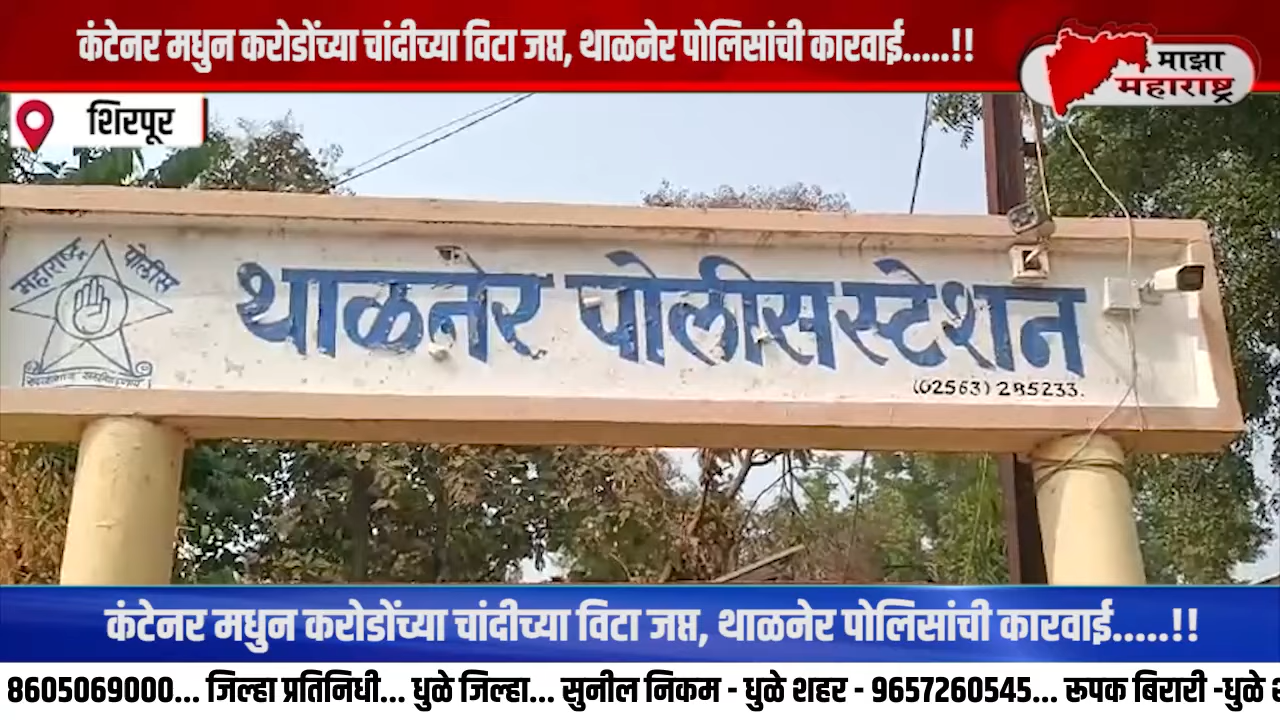 कंटेनर मधुन करोडोंच्या चांदीच्या विटा जप्त, थाळनेर पोलिसांची कारवाई.....!!
माझा
महाराष्ट्र
शिरपूर
महाराष्ट्र पोलीस
थाळनेर पोलीस स्टेशन
(02563) 285233.
कंटेनर मधुन करोडोंच्या चांदीच्या विटा जप्त, थाळनेर पोलिसांची कारवाई.....!!
8605069000... जिल्हा प्रतिनिधी... धुळे जिल्हा... सुनील निकम - धुळे शहर - 9657260545... रूपक बिरारी -धुळे